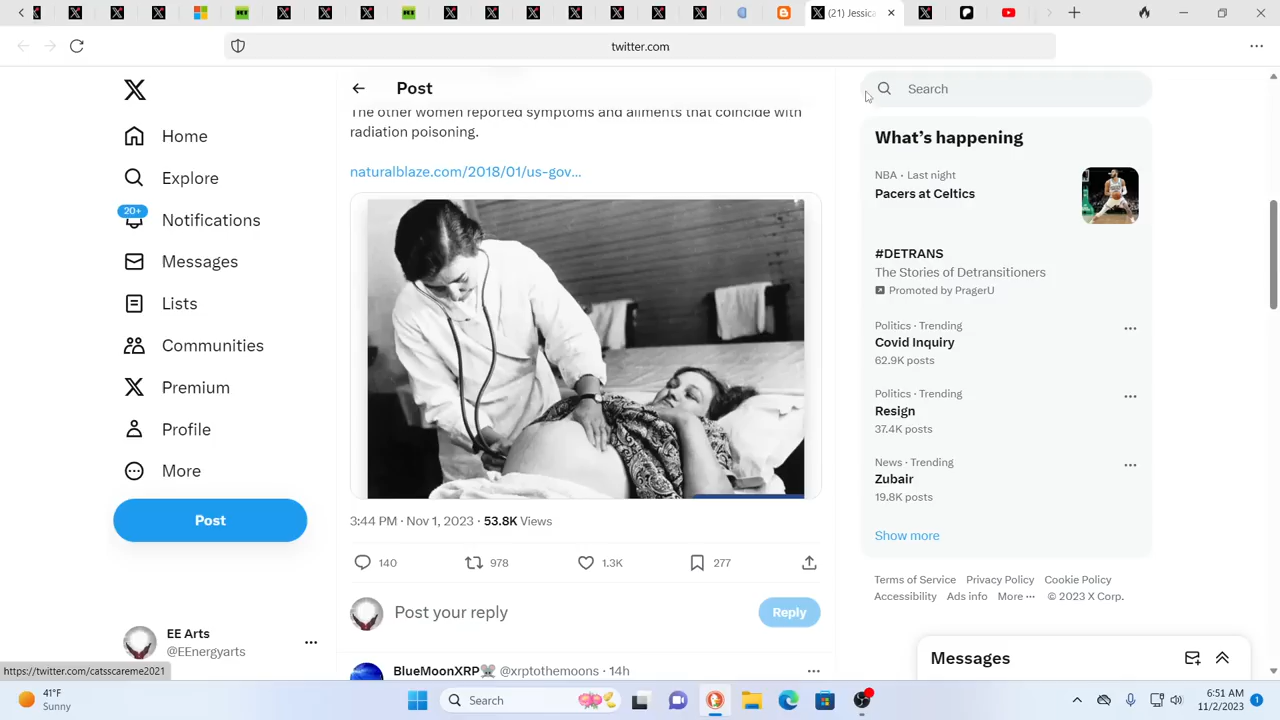 (21) Jessica
twitter.com
Home
Explore
20+
Notifications
Messages
Lists
Communities
Premium
Profile
More
Post
EE Arts
@EEnergyarts
https://twitter.com/catsscareme2021
Post
The other women reported symptoms and ailments that coincide with
radiation poisoning.
naturalblaze.com/2018/01/us-gov...
3:44 PM · Nov 1, 2023 · 53.8K Views
140
978
1.3K
277
Post your reply
Reply
BlueMoonXRP @xrptothemoons · 14h
Search
What's happening
NBA · Last night
Pacers at Celtics
#DETRANS
The Stories of Detransitioners
Promoted by PragerU
Politics · Trending
Covid Inquiry
62.9K posts
Politics · Trending
Resign
37.4K posts
News · Trending
Zubair
19.8K posts
Show more
Terms of Service Privacy Policy Cookie Policy
Accessibility Ads info More ··· © 2023 X Corp.
Messages
41°F
Sunny
Search
6:51 AM
11/2/2023
1